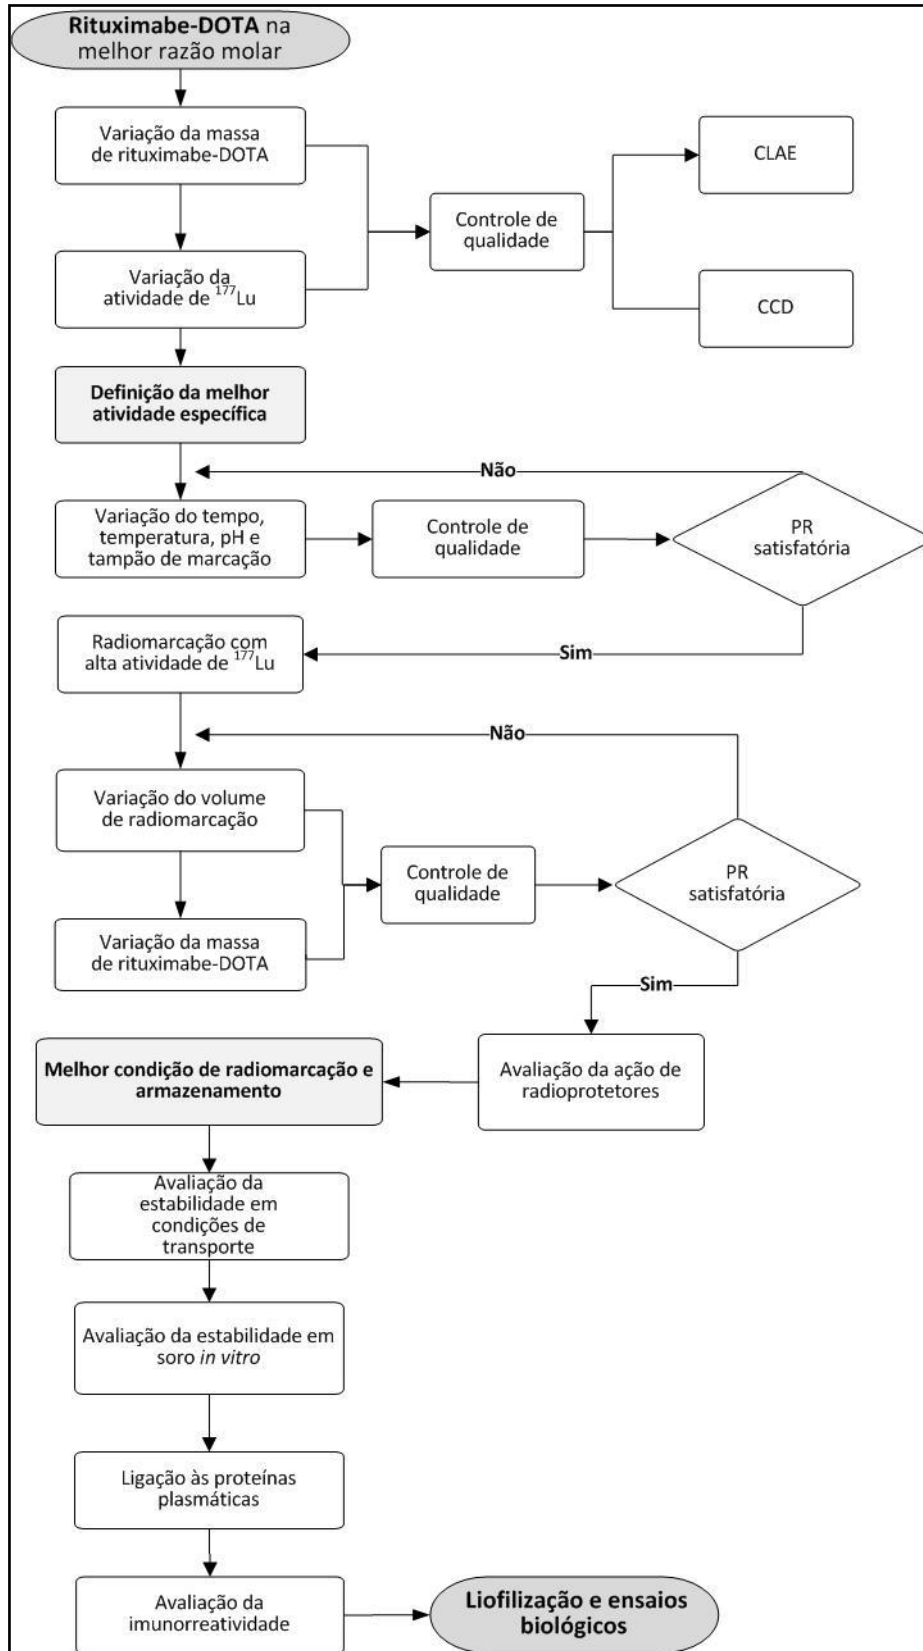 Rituximabe-DOTA na
melhor razão molar
Variação da massa
de rituximabe-DOTA
CLAE
Controle de
qualidade
Variação da
atividade de ¹⁷⁷Lu
CCD
Definição da melhor
atividade específica
Não
Variação do tempo,
temperatura, pH e
tampão de marcação
Controle de
qualidade
PR
satisfatória
Radiomarcação com
alta atividade de ¹⁷⁷Lu
Sim
Não
Variação do volume
de radiomarcação
Controle de
qualidade
PR
satisfatória
Variação da massa
de rituximabe-DOTA
Sim
Melhor condição de radiomarcação e
armazenamento
Avaliação da ação de
radioprotetores
Avaliação da
estabilidade em
condições de
transporte
Avaliação da estabilidade em
soro in vitro
Ligação às proteínas
plasmáticas
Avaliação da
imunorreatividade
Liofilização e ensaios
biológicos